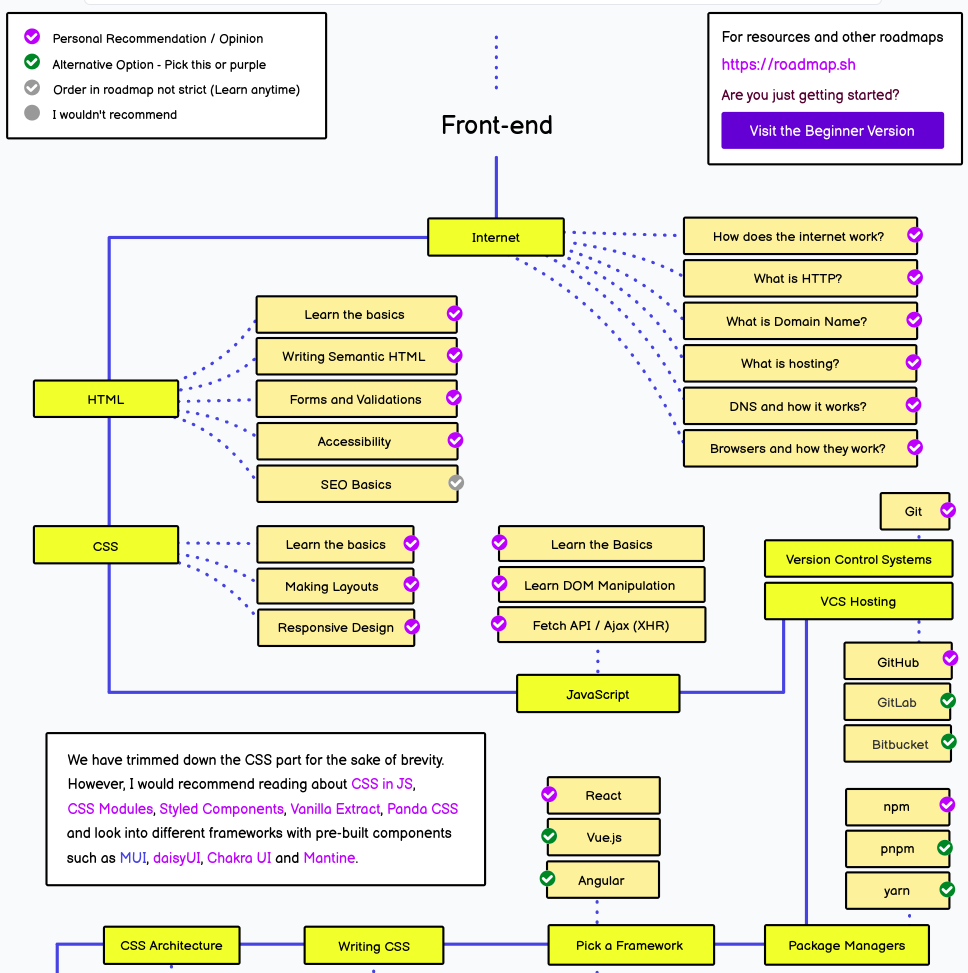 Personal Recommendation / Opinion
Alternative Option - Pick this or purple
Order in roadmap not strict (Learn anytime)
I wouldn't recommend
For resources and other roadmaps
https://roadmap.sh
Are you just getting started?
Visit the Beginner Version
Front-end
Internet
How does the internet work?
What is HTTP?
What is Domain Name?
What is hosting?
DNS and how it works?
Browsers and how they work?
HTML
Learn the basics
Writing Semantic HTML
Forms and Validations
Accessibility
SEO Basics
CSS
Learn the basics
Making Layouts
Responsive Design
Learn the Basics
Learn DOM Manipulation
Fetch API / Ajax (XHR)
JavaScript
Git
Version Control Systems
VCS Hosting
GitHub
GitLab
Bitbucket
We have trimmed down the CSS part for the sake of brevity.
However, I would recommend reading about CSS in JS,
CSS Modules, Styled Components, Vanilla Extract, Panda CSS
and look into different frameworks with pre-built components
such as MUI, daisyUI, Chakra UI and Mantine.
React
Vue.js
Angular
npm
pnpm
yarn
CSS Architecture
Writing CSS
Pick a Framework
Package Managers